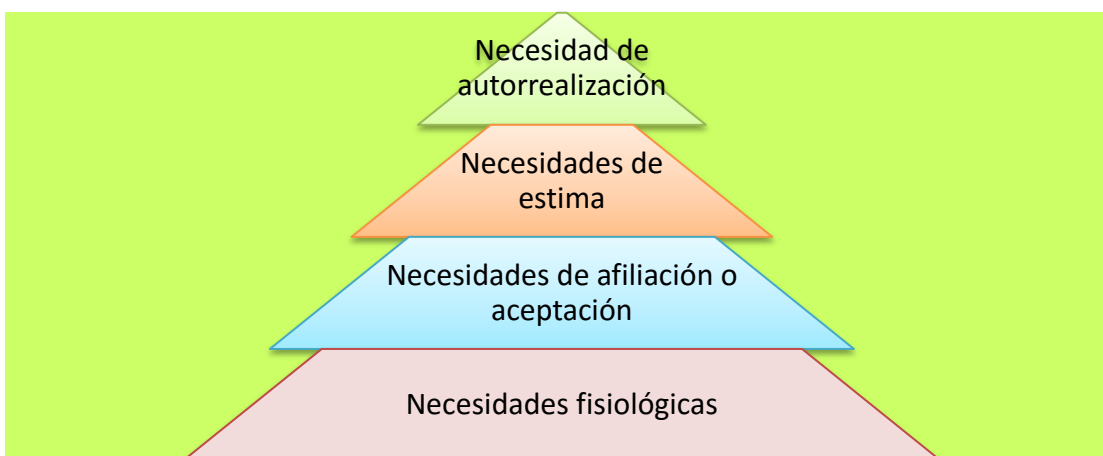 Necesidad de
autorrealización
Necesidades de
estima
Necesidades de afiliación o
aceptación
Necesidades fisiológicas